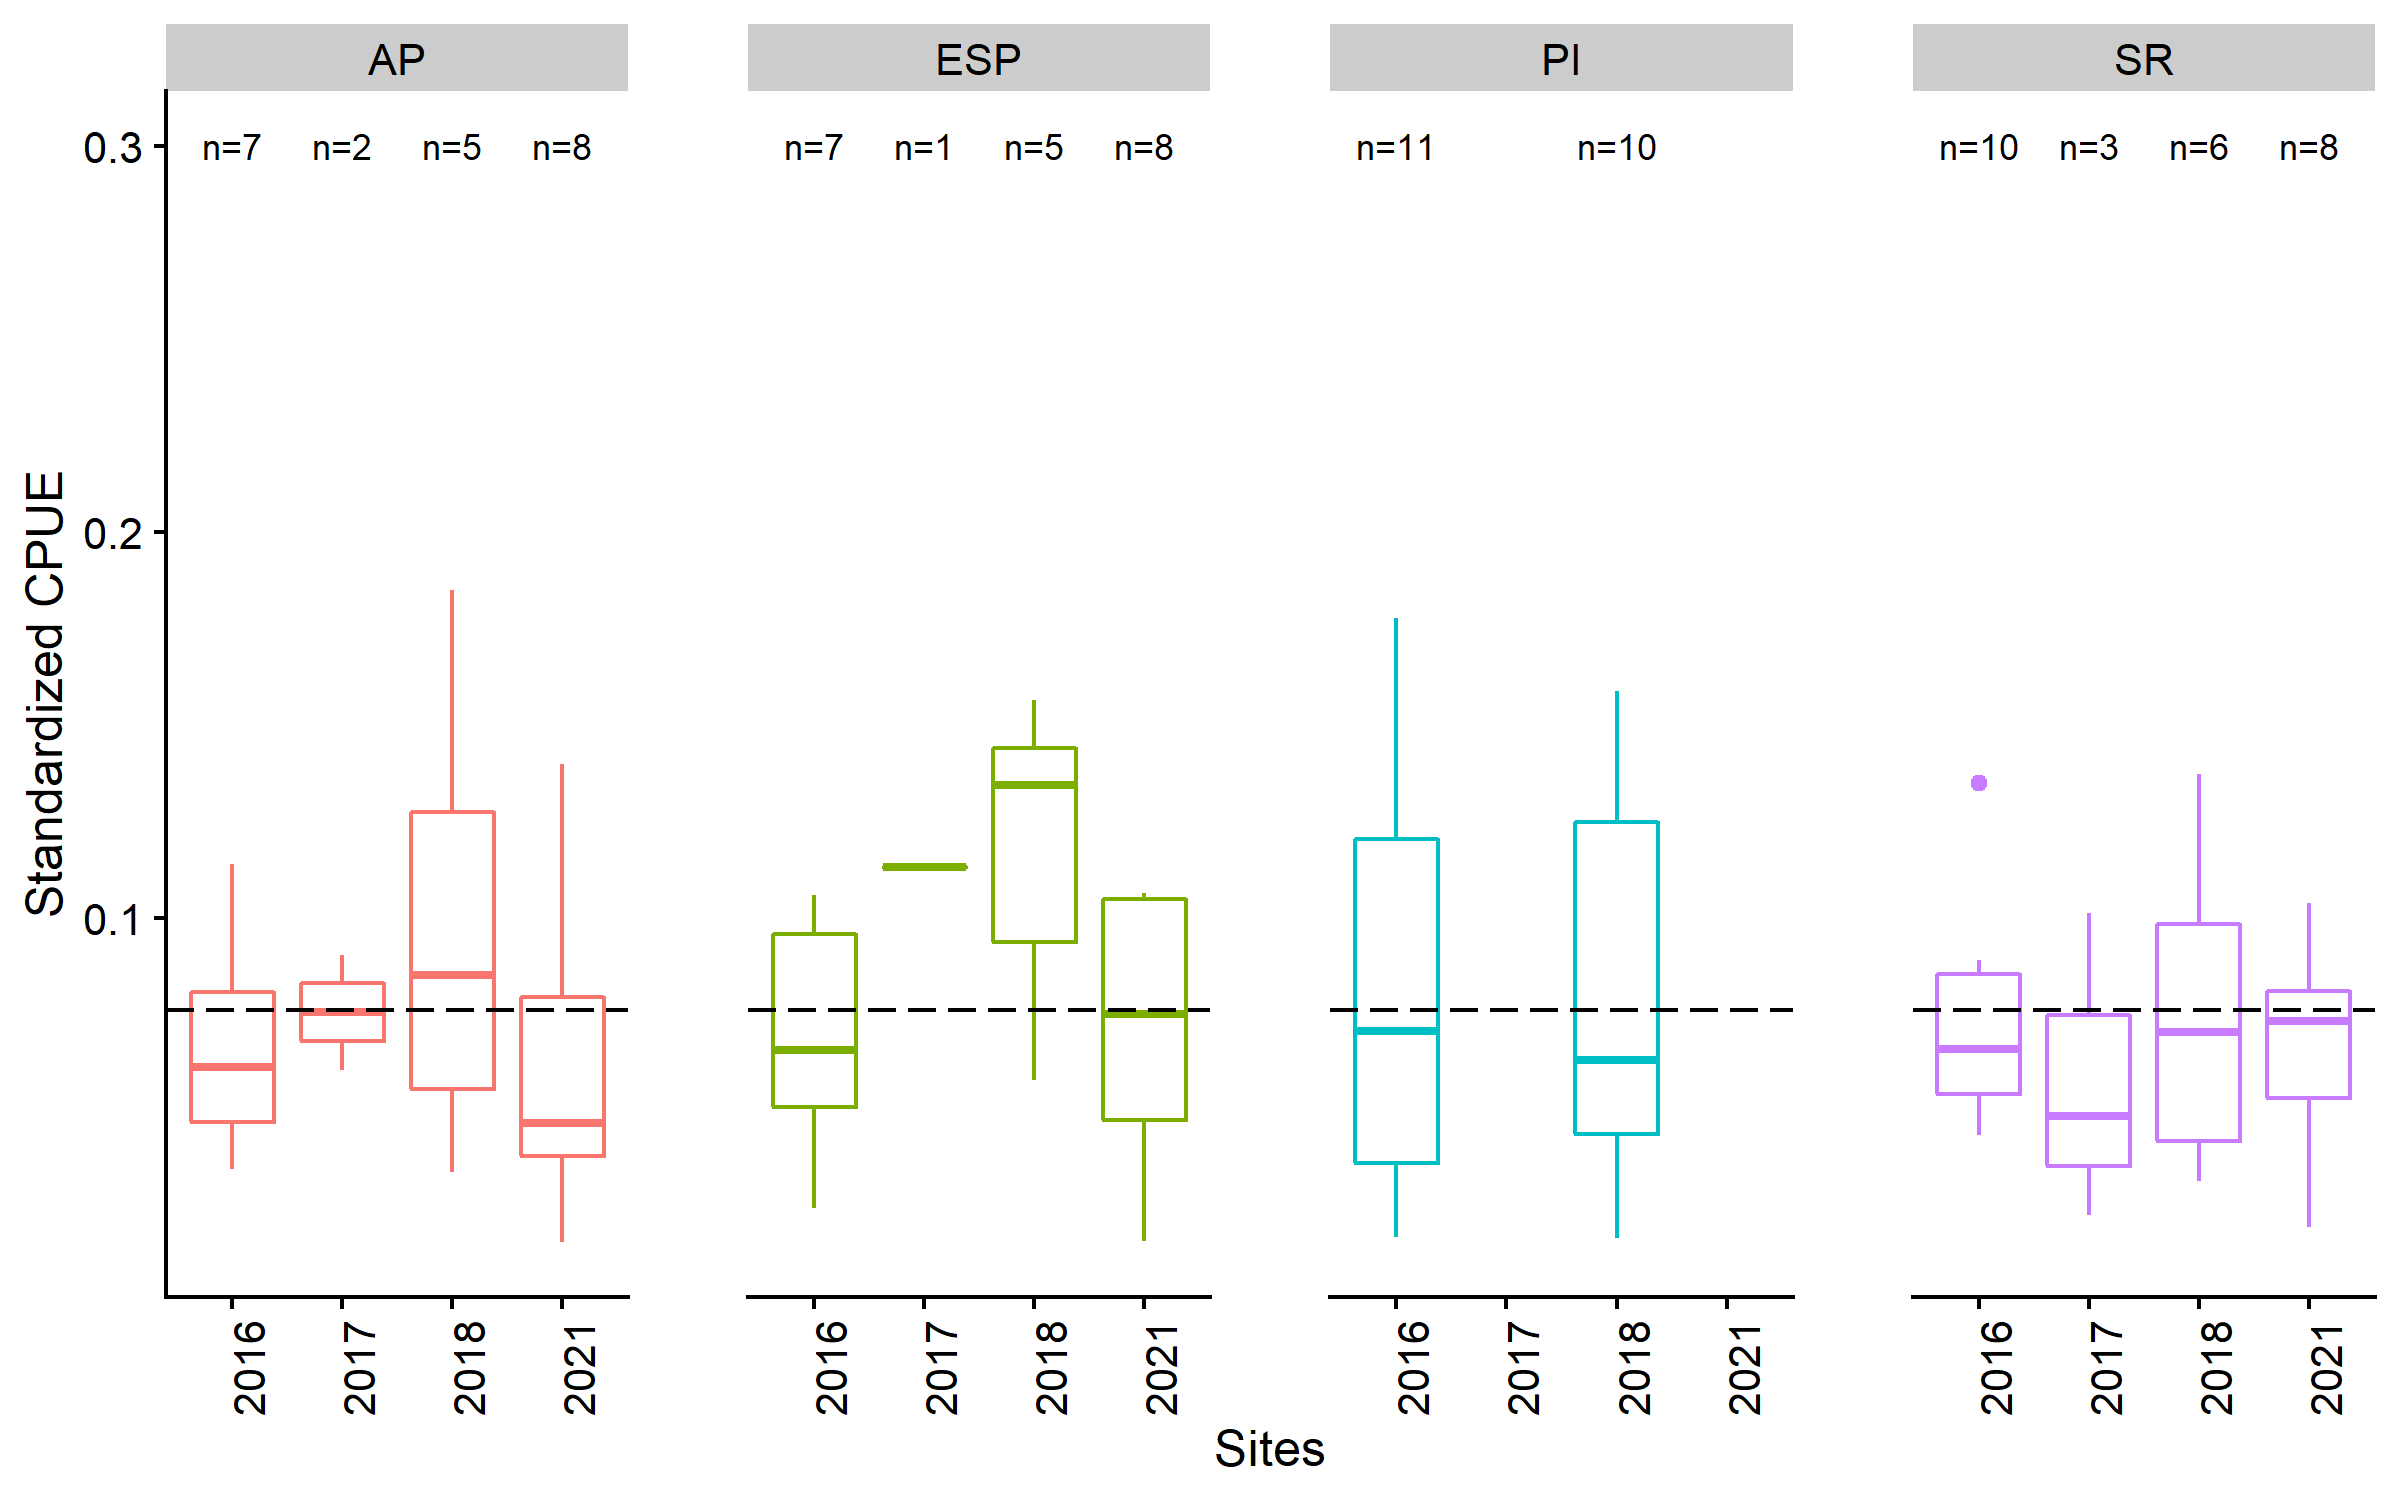 AP ESP PI SR
n=7 n=2 n=5 n=8 n=7 n=1 n=5 n=8 n=11 n=10 n=10 n=3 n=6 n=8
0.3
0.2
0.1
Standardized CPUE
2016 2017 2018 2021 2016 2017 2018 2021 2016 2017 2018 2021 2016 2017 2018 2021
Sites